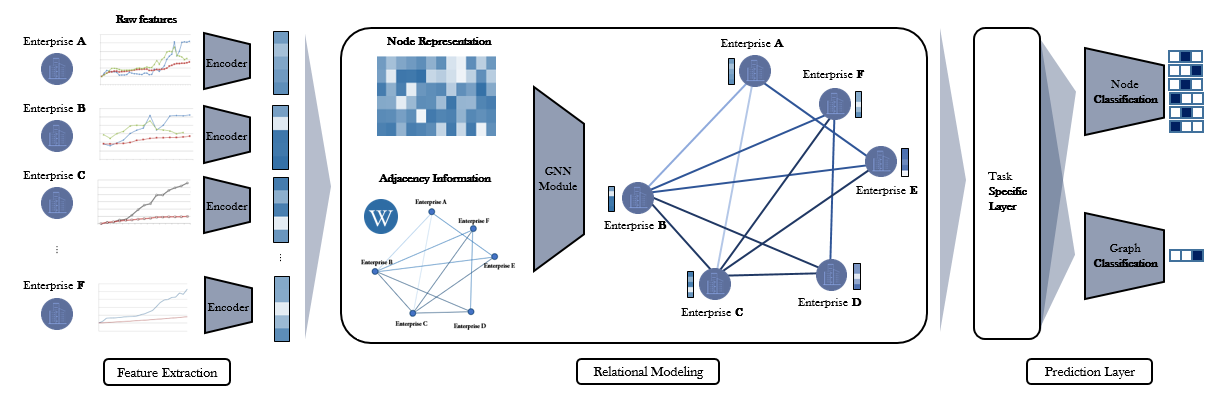 Raw features
Enterprise A
Encoder
Enterprise B
Encoder
Enterprise C
Encoder
⋮
⋮
Enterprise F
Encoder
Feature Extraction
Node Representation
Adjacency Information
W
Enterprise A
Enterprise F
Enterprise B
Enterprise E
Enterprise C
Enterprise D
GNN
Module
Enterprise A
Enterprise F
Enterprise E
Enterprise B
Enterprise D
Enterprise C
Relational Modeling
Task
Specific
Layer
Node
Classification
Graph
Classification
Prediction Layer